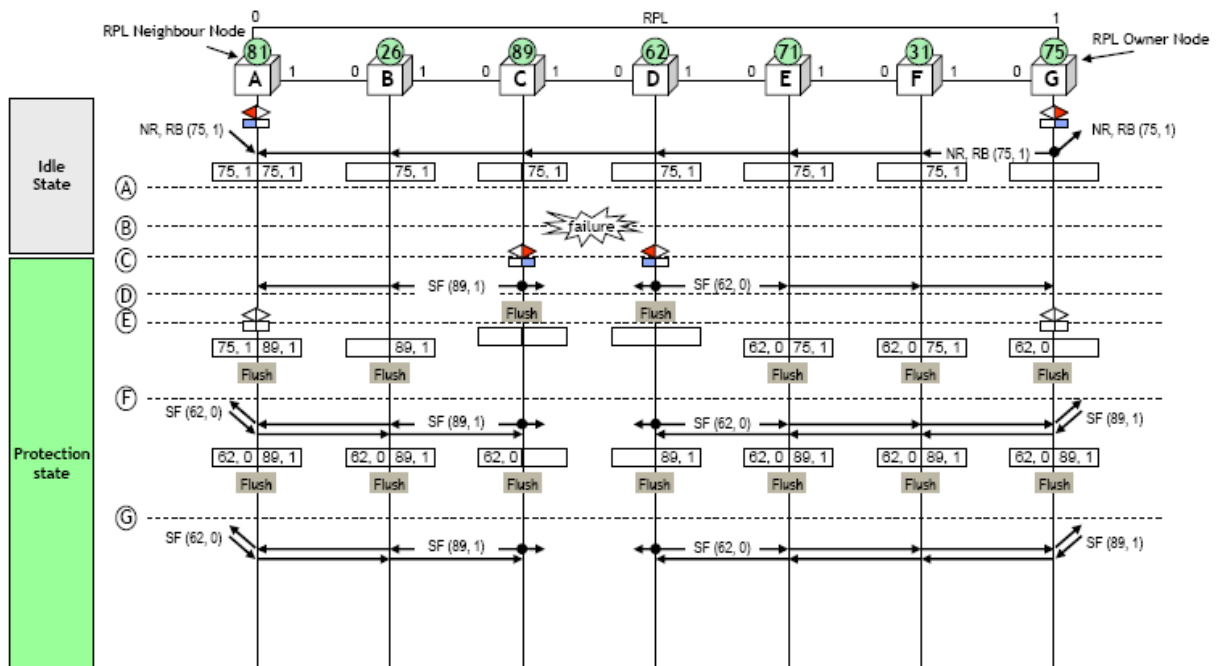 0 RPL 1
RPL Neighbour Node
RPL Owner Node
81 26 89 62 71 31 75
A 1 0 B 1 0 C 1 0 D 1 0 E 1 0 F 1 0 G
Idle
State
NR, RB (75, 1) NR, RB (75, 1)
NR, RB (75, 1)
75, 1 75, 1 75, 1 75, 1 75, 1 75, 1 75, 1
A
B failure
C
SF (89, 1) SF (62, 0)
D
Flush Flush
E
75, 1 89, 1 89, 1 62, 0 75, 1 62, 0 75, 1 62, 0
Flush Flush Flush Flush Flush
F
SF (62, 0) SF (89, 1) SF (62, 0) SF (89, 1)
Protection
state
62, 0 89, 1 62, 0 89, 1 62, 0 89, 1 62, 0 89, 1 62, 0 89, 1 62, 0 89, 1
Flush Flush Flush Flush Flush Flush
G
SF (62, 0) SF (89, 1) SF (62, 0) SF (89, 1)